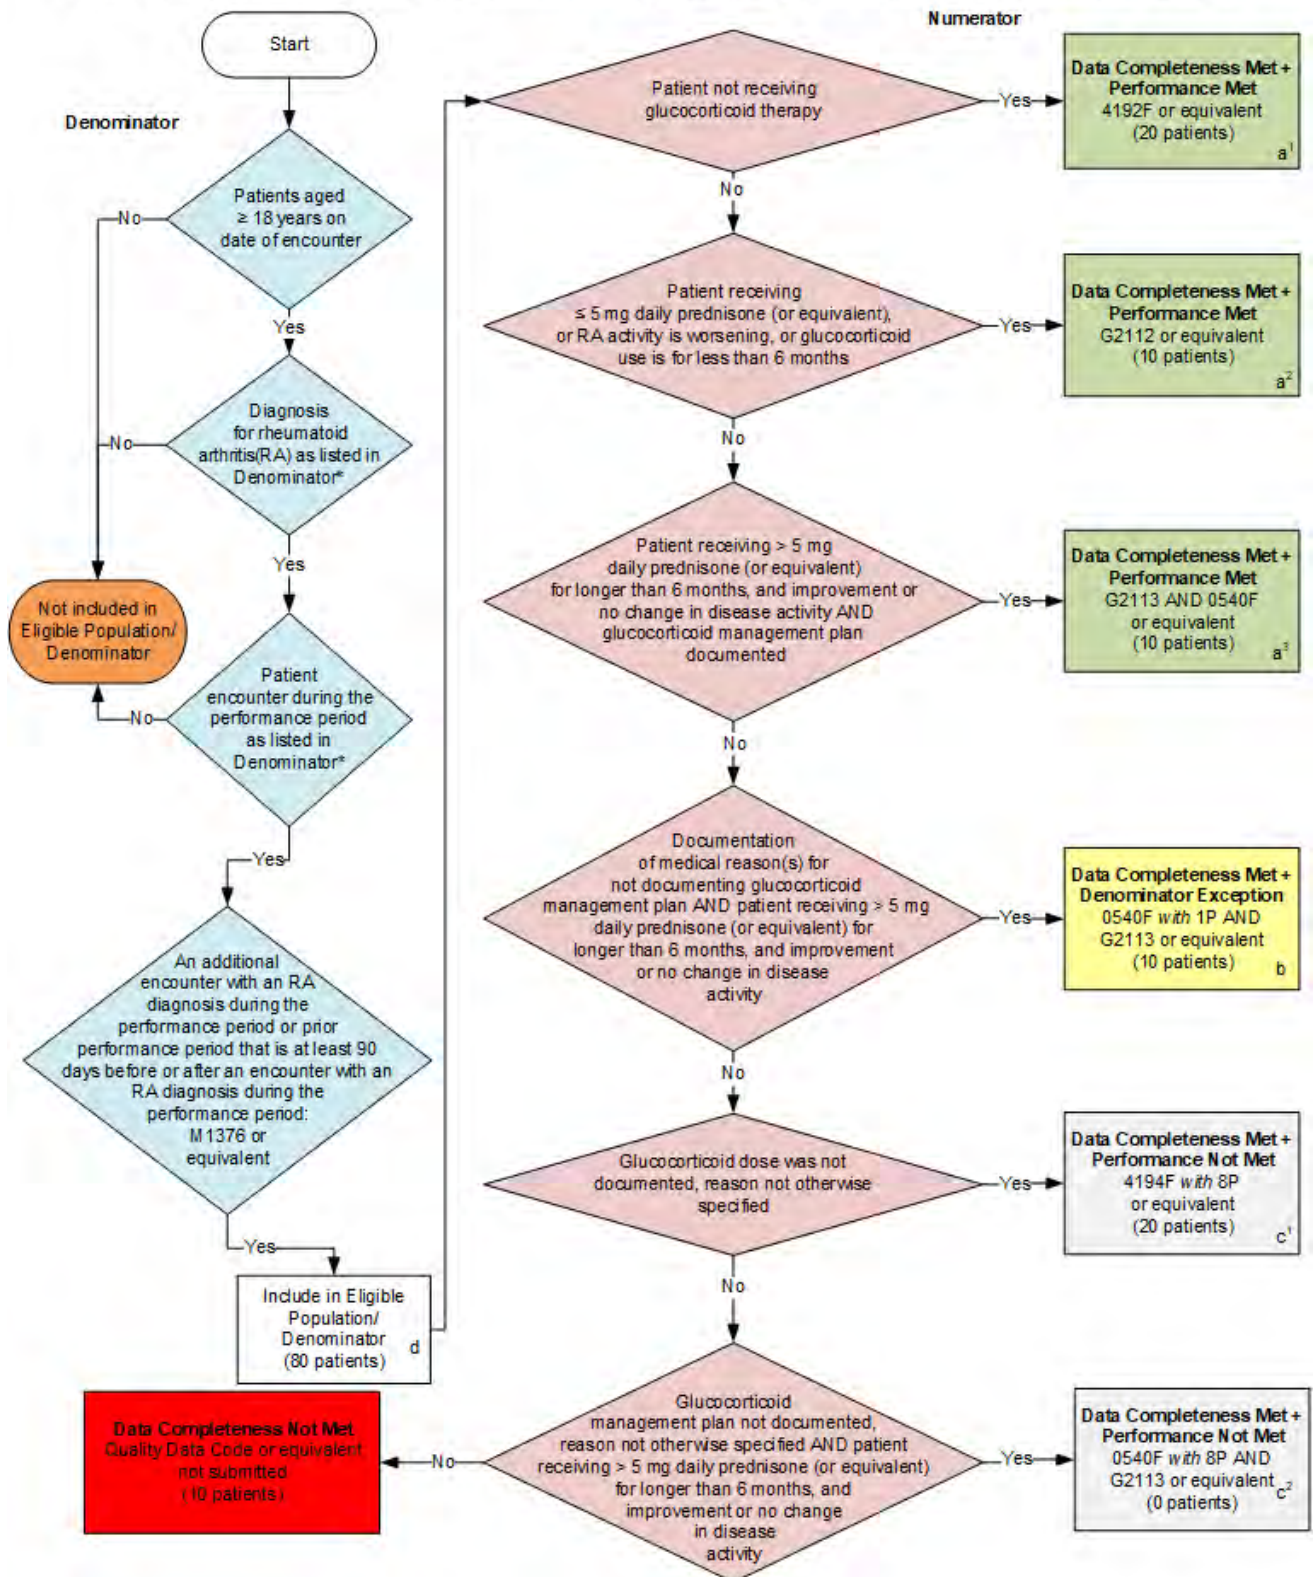 Start
Denominator
Patients aged
≥ 18 years on
date of encounter
No
Yes
Diagnosis
for rheumatoid
arthritis(RA) as listed in
Denominator*
No
Yes
Not included in
Eligible Population/
Denominator
Patient
encounter during the
performance period
as listed in
Denominator*
No
Yes
An additional
encounter with an RA
diagnosis during the
performance period or prior
performance period that is at least 90
days before or after an encounter with an
RA diagnosis during the
performance period:
M1376 or
equivalent
Yes
Include in Eligible
Population/
Denominator
(80 patients)
d
Numerator
Patient not receiving
glucocorticoid therapy
Yes
Data Completeness Met +
Performance Met
4192F or equivalent
(20 patients)
a¹
No
Patient receiving
≤ 5 mg daily prednisone (or equivalent),
or RA activity is worsening, or glucocorticoid
use is for less than 6 months
Yes
Data Completeness Met +
Performance Met
G2112 or equivalent
(10 patients)
a²
No
Patient receiving > 5 mg
daily prednisone (or equivalent)
for longer than 6 months, and improvement or
no change in disease activity AND
glucocorticoid management plan
documented
Yes
Data Completeness Met +
Performance Met
G2113 AND 0540F
or equivalent
(10 patients)
a³
No
Documentation
of medical reason(s) for
not documenting glucocorticoid
management plan AND patient receiving > 5 mg
daily prednisone (or equivalent) for
longer than 6 months, and improvement
or no change in disease
activity
Yes
Data Completeness Met +
Denominator Exception
0540F with 1P AND
G2113 or equivalent
(10 patients)
b
No
Glucocorticoid dose was not
documented, reason not otherwise
specified
Yes
Data Completeness Met +
Performance Not Met
4194F with 8P
or equivalent
(20 patients)
c¹
No
Glucocorticoid
management plan not documented,
reason not otherwise specified AND patient
receiving > 5 mg daily prednisone (or equivalent)
for longer than 6 months, and
improvement or no change
in disease
activity
Yes
Data Completeness Met +
Performance Not Met
0540F with 8P AND
G2113 or equivalent
(0 patients)
c²
No
Data Completeness Not Met
Quality Data Code or equivalent
not submitted
(10 patients)